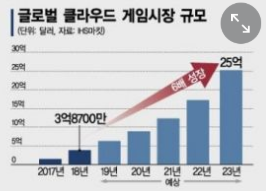 글로벌 클라우드 게임시장 규모
(단위: 달러, 자료: IHS마킷)
30억
25억
20억
15억
10억
5억
0
3억8700만
6배 성장
25억
2017년 18년 19년 20년 21년 22년 23년
예상